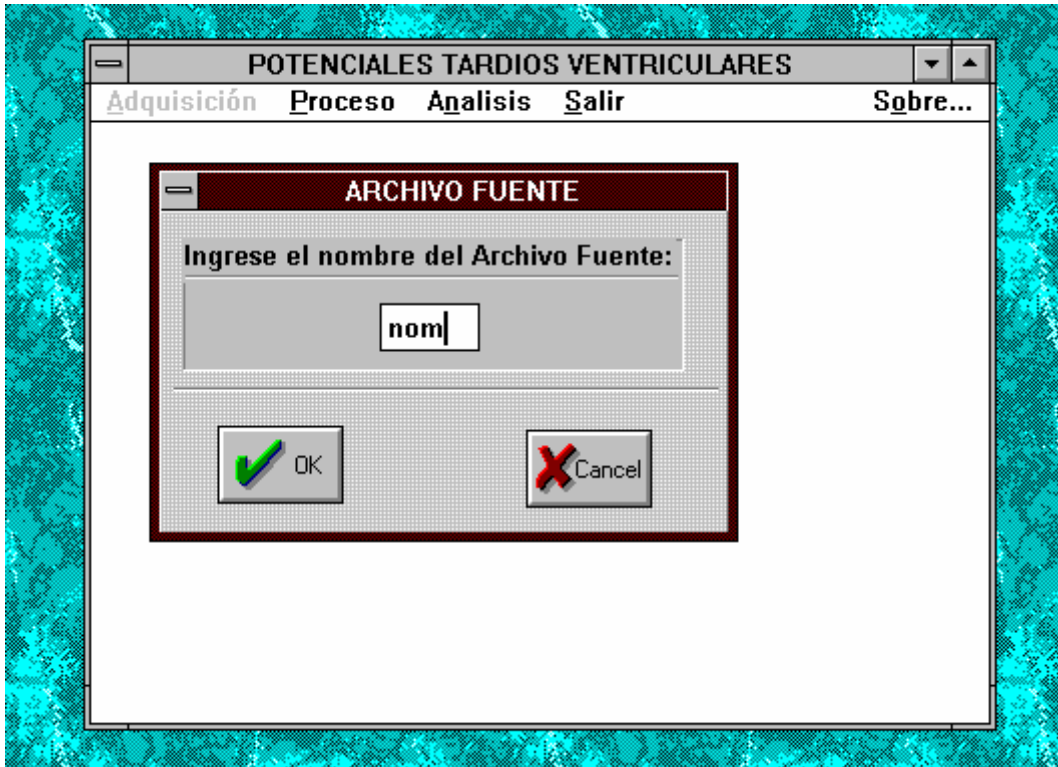 POTENCIALES TARDIOS VENTRICULARES
Adquisición Proceso Analisis Salir Sobre...
ARCHIVO FUENTE
Ingrese el nombre del Archivo Fuente:
nom
OK Cancel